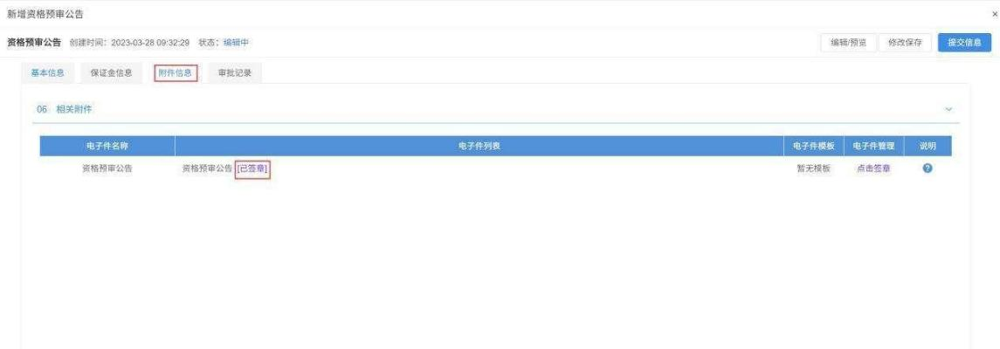 新增资格预审公告 ×
资格预审公告 创建时间：2023-03-28 09:32:29 状态：编辑中 编辑/预览 修改保存 提交信息
基本信息 保证金信息 附件信息 审批记录
06 相关附件
电子件名称 电子件列表 电子件模板 电子件管理 说明
资格预审公告 资格预审公告 [已签章] 暂无模板 点击签章 ?